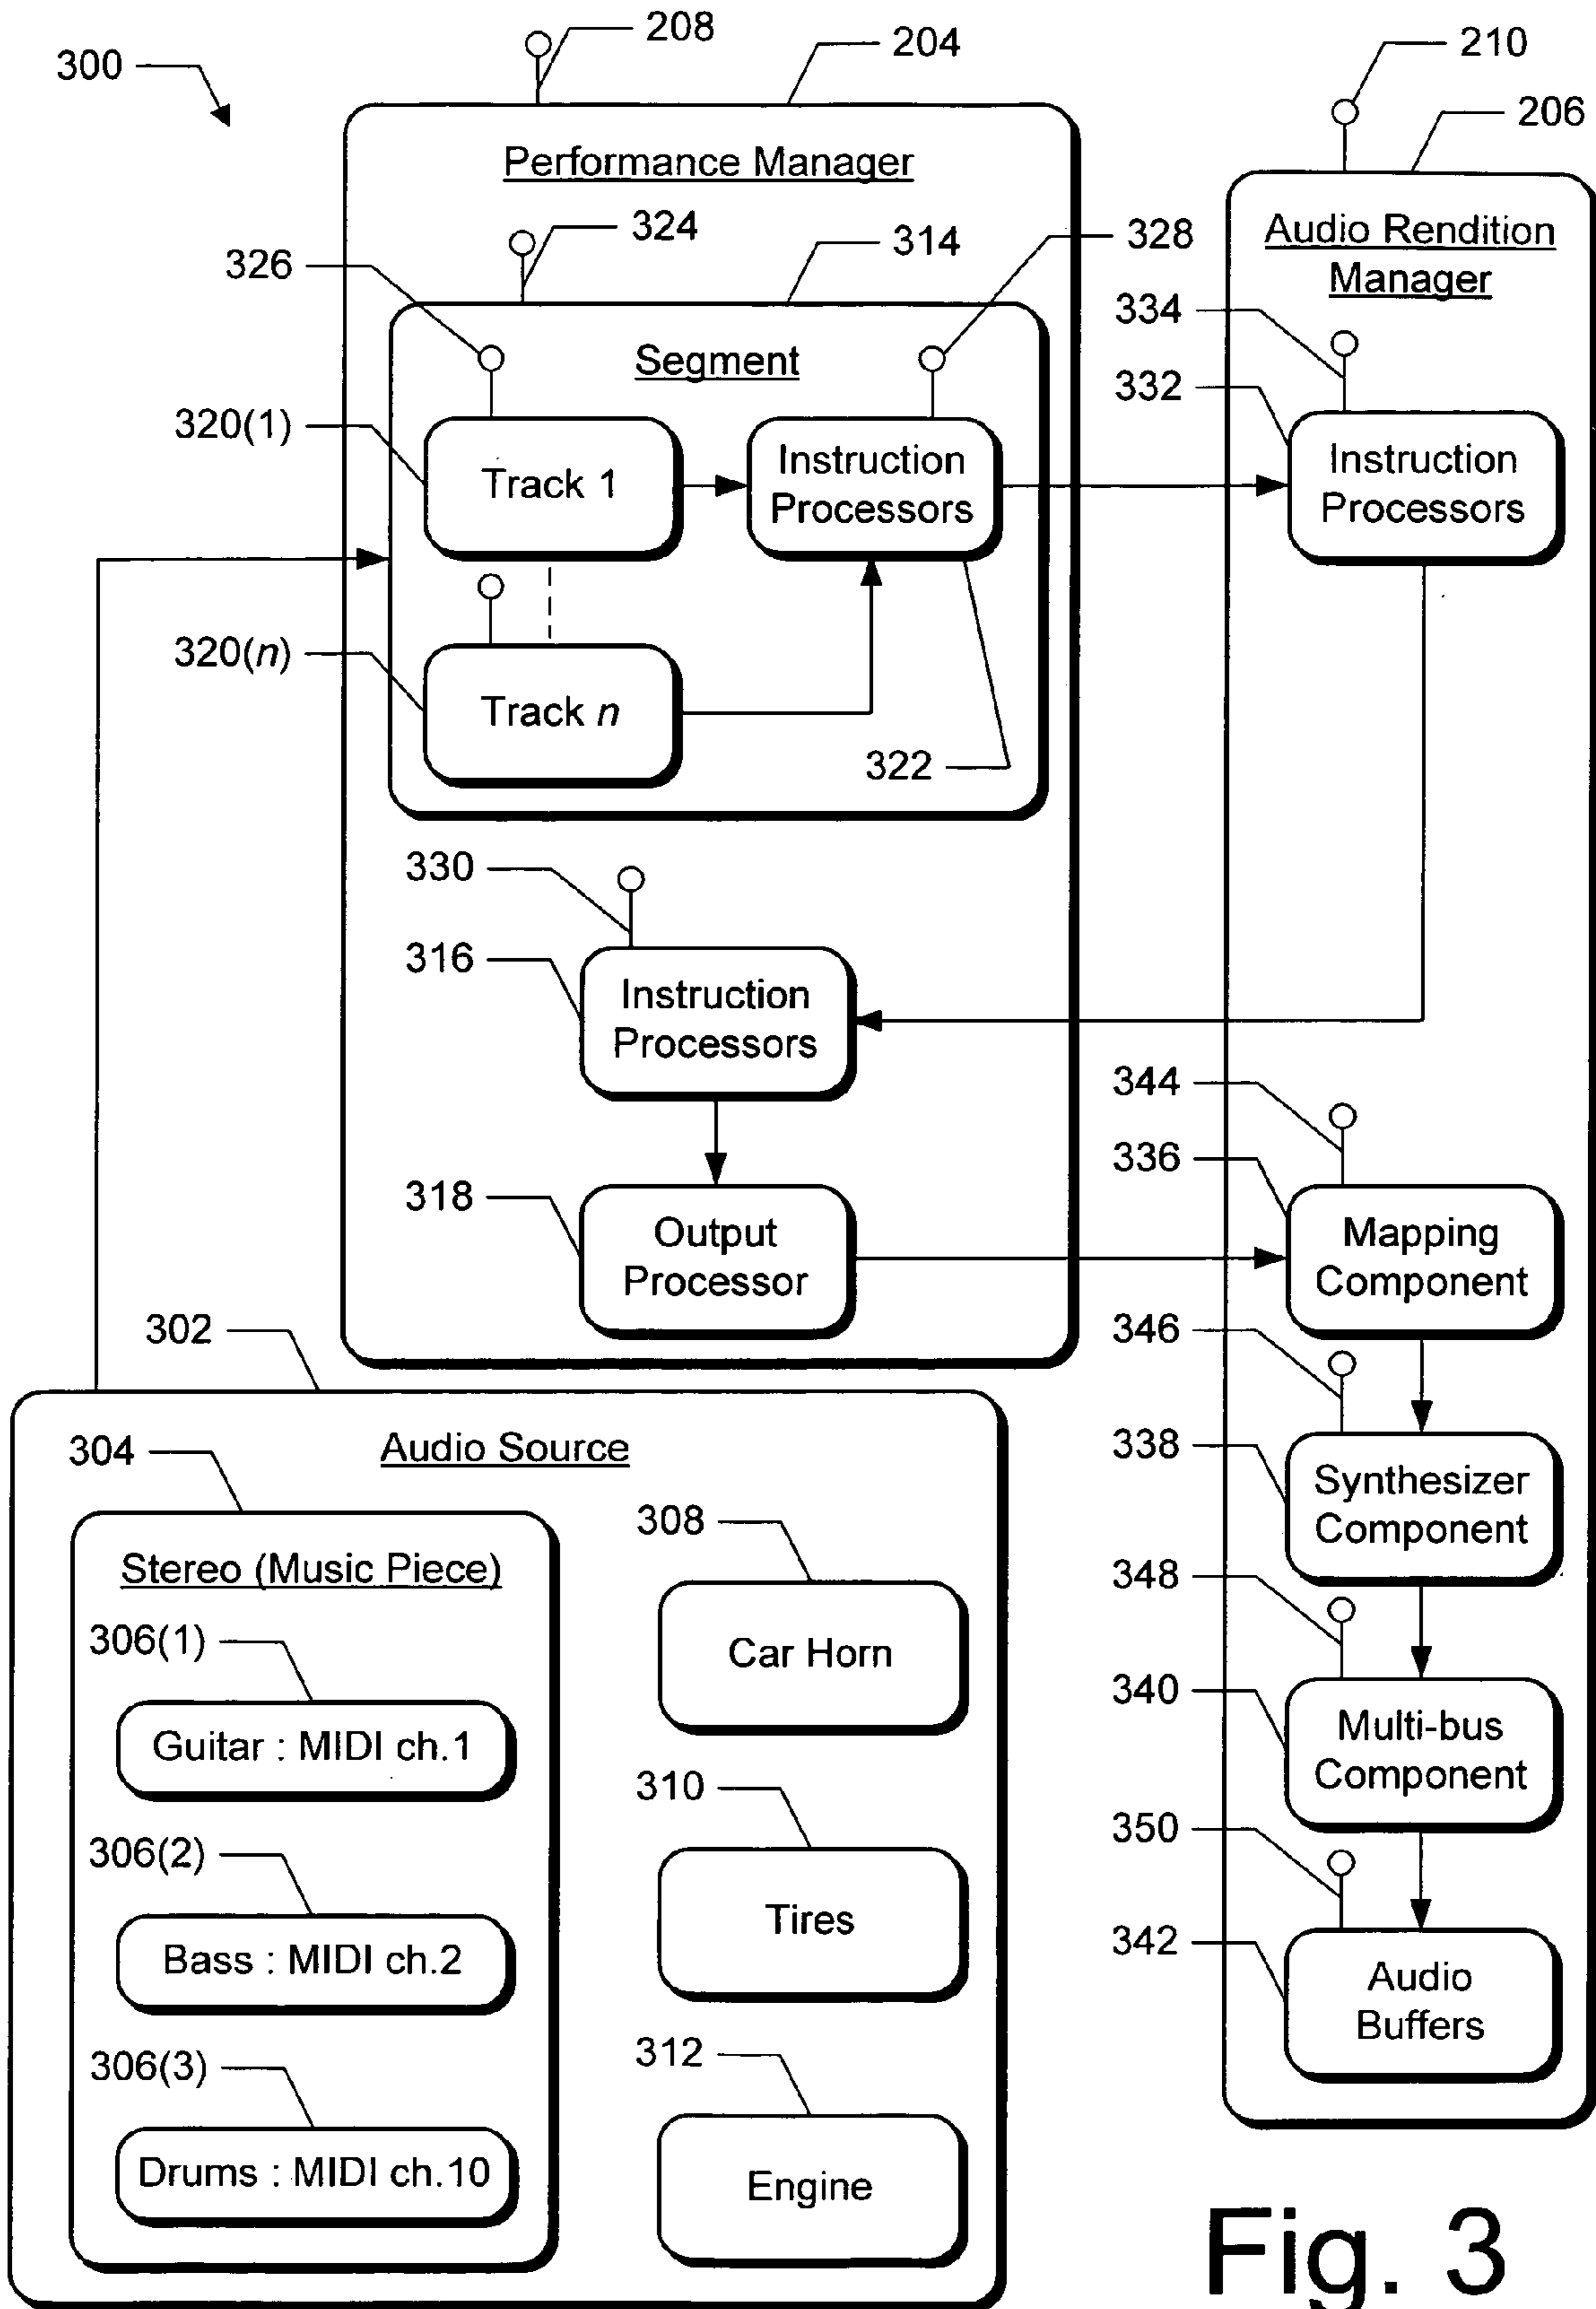 300
208
204
210
206
Performance Manager
Audio Rendition
Manager
324
314
328
326
Segment
334
332
320(1)
Track 1
Instruction
Processors
Instruction
Processors
320(n)
Track n
322
330
316
Instruction
Processors
344
336
318
Output
Processor
Mapping
Component
302
346
304
Audio Source
338
Synthesizer
Component
308
Stereo (Music Piece)
348
306(1)
Car Horn
340
Multi-bus
Component
Guitar : MIDI ch.1
310
350
306(2)
Tires
342
Audio
Buffers
Bass : MIDI ch.2
312
306(3)
Drums : MIDI ch.10
Engine
Fig. 3